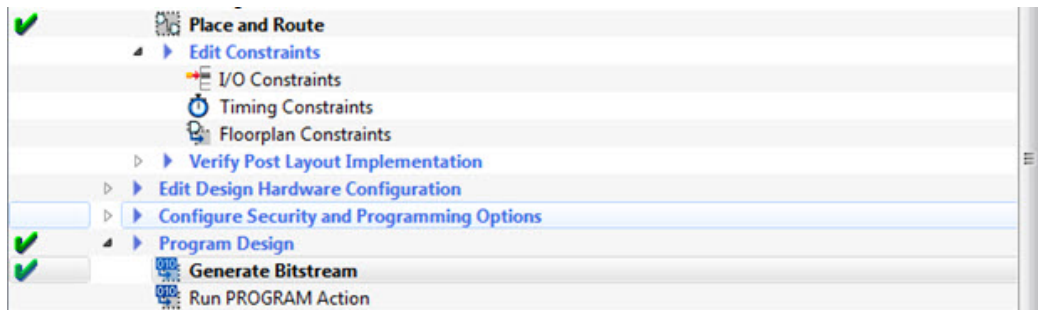 Place and Route
Edit Constraints
I/O Constraints
Timing Constraints
Floorplan Constraints
Verify Post Layout Implementation
Edit Design Hardware Configuration
Configure Security and Programming Options
Program Design
Generate Bitstream
Run PROGRAM Action